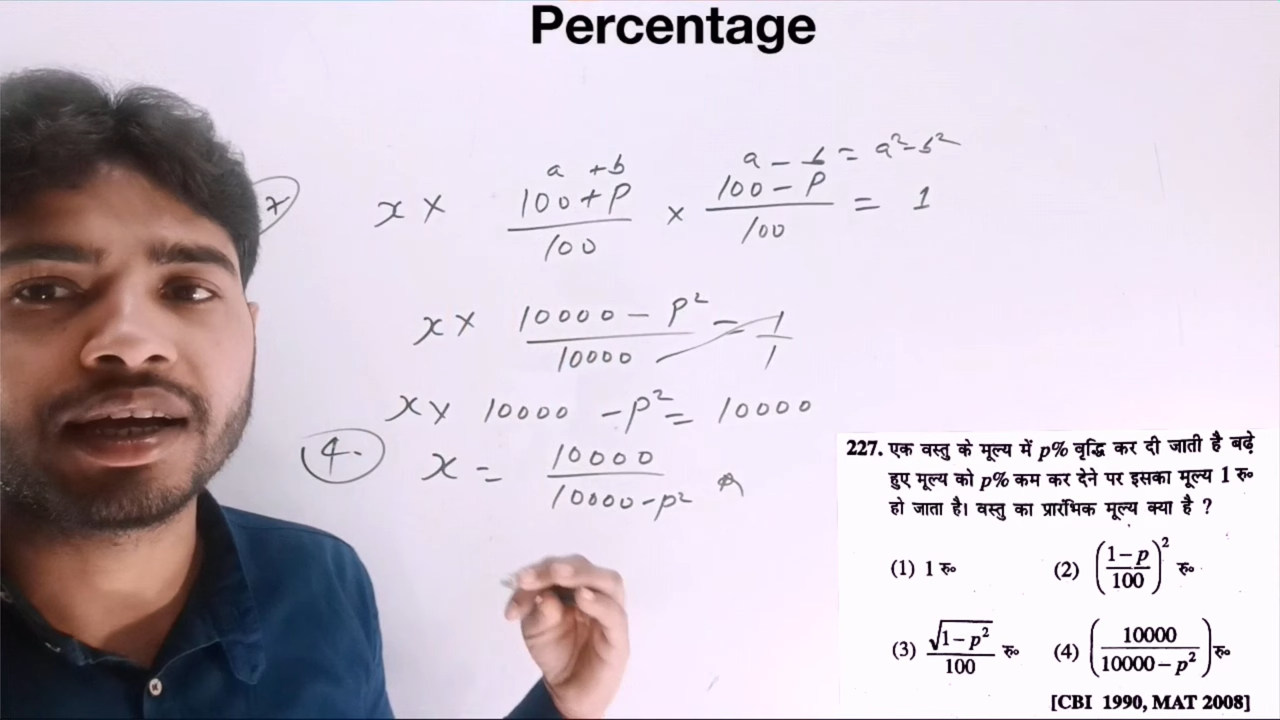 Percentage
a + b
a - b = a² - b²
x × (100 + P)/100 × (100 - P)/100 = 1
x × (10000 - P²)/10000 = 1/1
x × 10000 - P² = 10000
4. x = 10000/(10000 - P²)
227. एक वस्तु के मूल्य में p% वृद्धि कर दी जाती है बढ़े
हुए मूल्य को p% कम कर देने पर इसका मूल्य 1 रु०
हो जाता है। वस्तु का प्रारंभिक मूल्य क्या है ?
(1) 1 रु० (2) ((1-p)/100)² रु०
(3) √(1-p²)/100 रु० (4) (10000/(10000-p²)) रु०
[CBI 1990, MAT 2008]